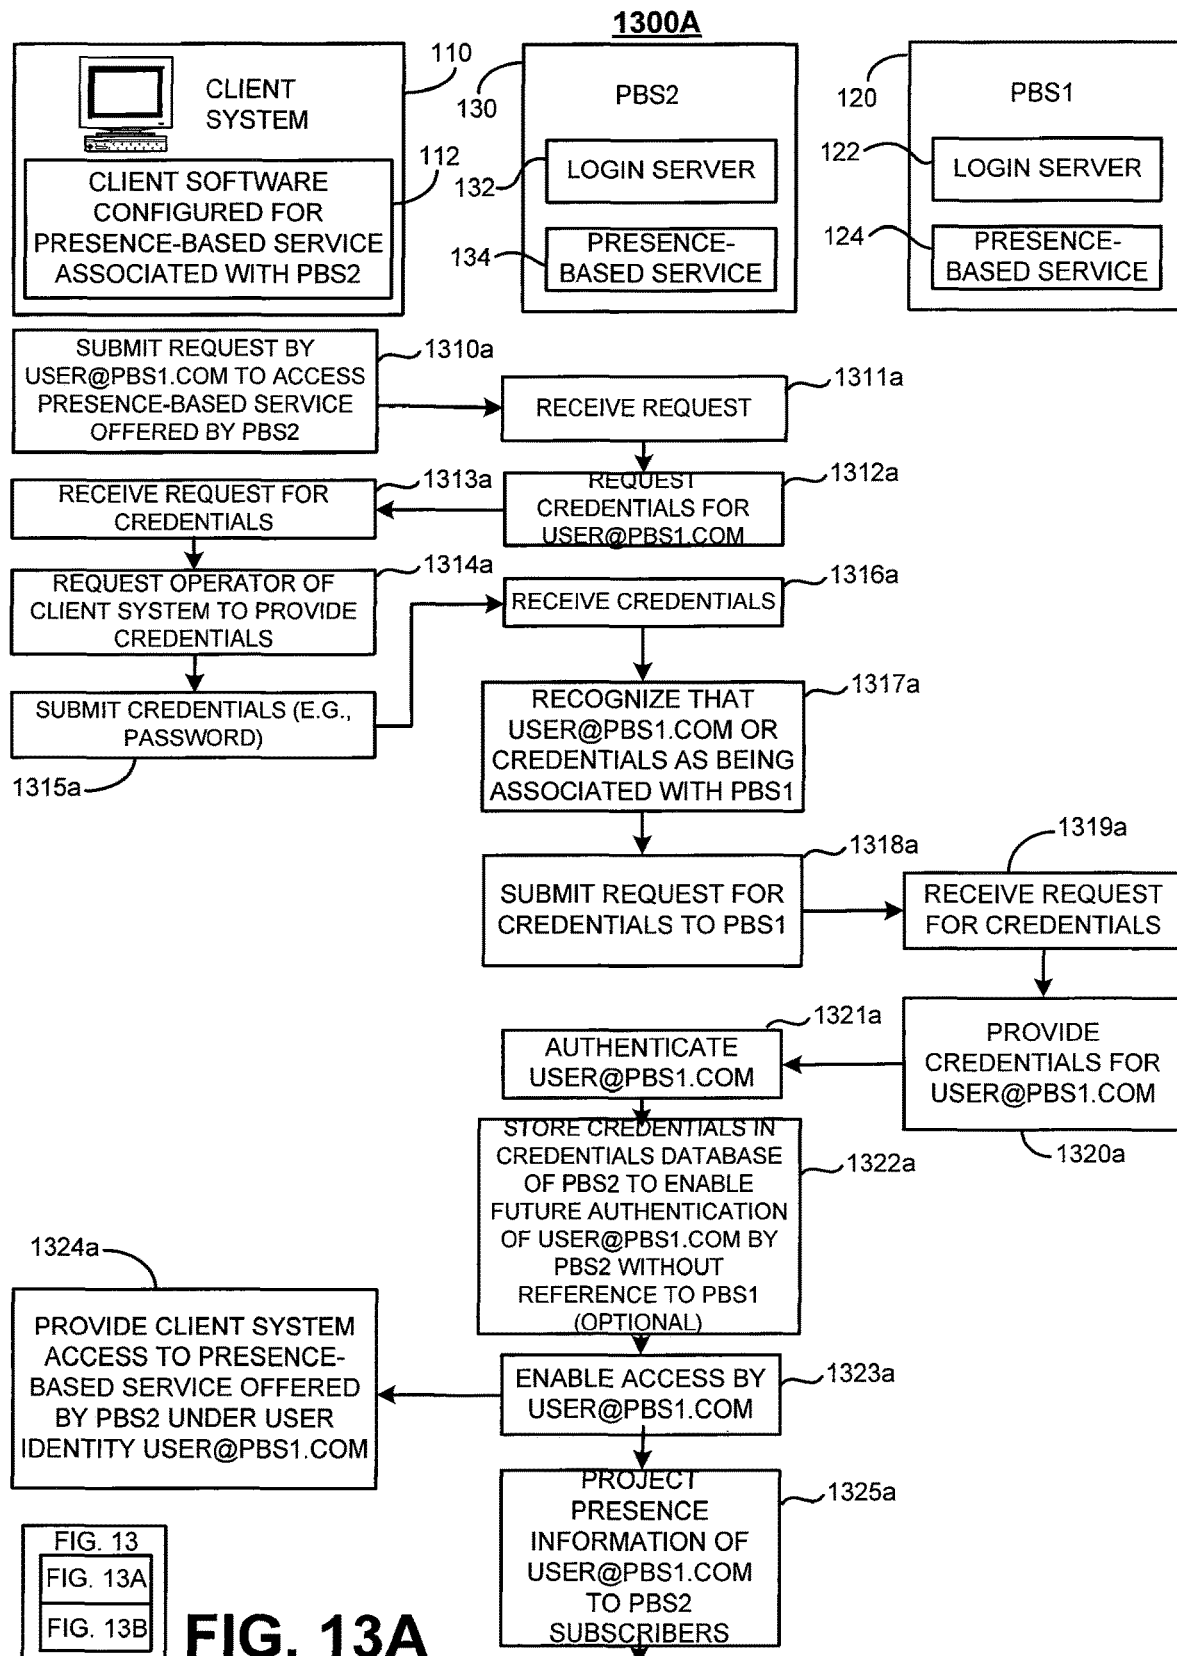 1300A
CLIENT
SYSTEM
110
112
CLIENT SOFTWARE
CONFIGURED FOR
PRESENCE-BASED SERVICE
ASSOCIATED WITH PBS2
PBS2
130
LOGIN SERVER
132
PRESENCE-
BASED SERVICE
134
PBS1
120
LOGIN SERVER
122
PRESENCE-
BASED SERVICE
124
SUBMIT REQUEST BY
USER@PBS1.COM TO ACCESS
PRESENCE-BASED SERVICE
OFFERED BY PBS2
1310a
RECEIVE REQUEST
1311a
REQUEST
CREDENTIALS FOR
USER@PBS1.COM
1312a
RECEIVE REQUEST FOR
CREDENTIALS
1313a
REQUEST OPERATOR OF
CLIENT SYSTEM TO PROVIDE
CREDENTIALS
1314a
SUBMIT CREDENTIALS (E.G.,
PASSWORD)
1315a
RECEIVE CREDENTIALS
1316a
RECOGNIZE THAT
USER@PBS1.COM OR
CREDENTIALS AS BEING
ASSOCIATED WITH PBS1
1317a
SUBMIT REQUEST FOR
CREDENTIALS TO PBS1
1318a
RECEIVE REQUEST
FOR CREDENTIALS
1319a
PROVIDE
CREDENTIALS FOR
USER@PBS1.COM
1320a
AUTHENTICATE
USER@PBS1.COM
1321a
STORE CREDENTIALS IN
CREDENTIALS DATABASE
OF PBS2 TO ENABLE
FUTURE AUTHENTICATION
OF USER@PBS1.COM BY
PBS2 WITHOUT
REFERENCE TO PBS1
(OPTIONAL)
1322a
ENABLE ACCESS BY
USER@PBS1.COM
1323a
1324a
PROVIDE CLIENT SYSTEM
ACCESS TO PRESENCE-
BASED SERVICE OFFERED
BY PBS2 UNDER USER
IDENTITY USER@PBS1.COM
PROJECT
PRESENCE
INFORMATION OF
USER@PBS1.COM
TO PBS2
SUBSCRIBERS
1325a
FIG. 13
FIG. 13A
FIG. 13B
FIG. 13A